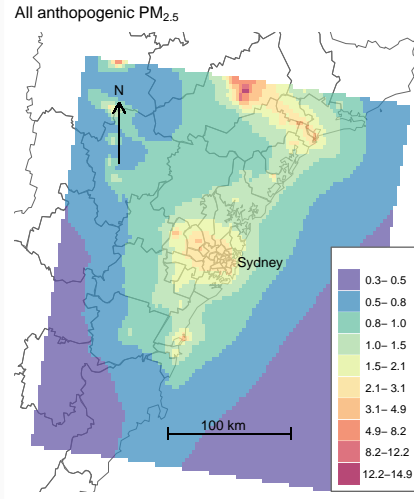 All anthopogenic PM2.5
N
Sydney
100 km
0.3– 0.5
0.5– 0.8
0.8– 1.0
1.0– 1.5
1.5– 2.1
2.1– 3.1
3.1– 4.9
4.9– 8.2
8.2–12.2
12.2–14.9